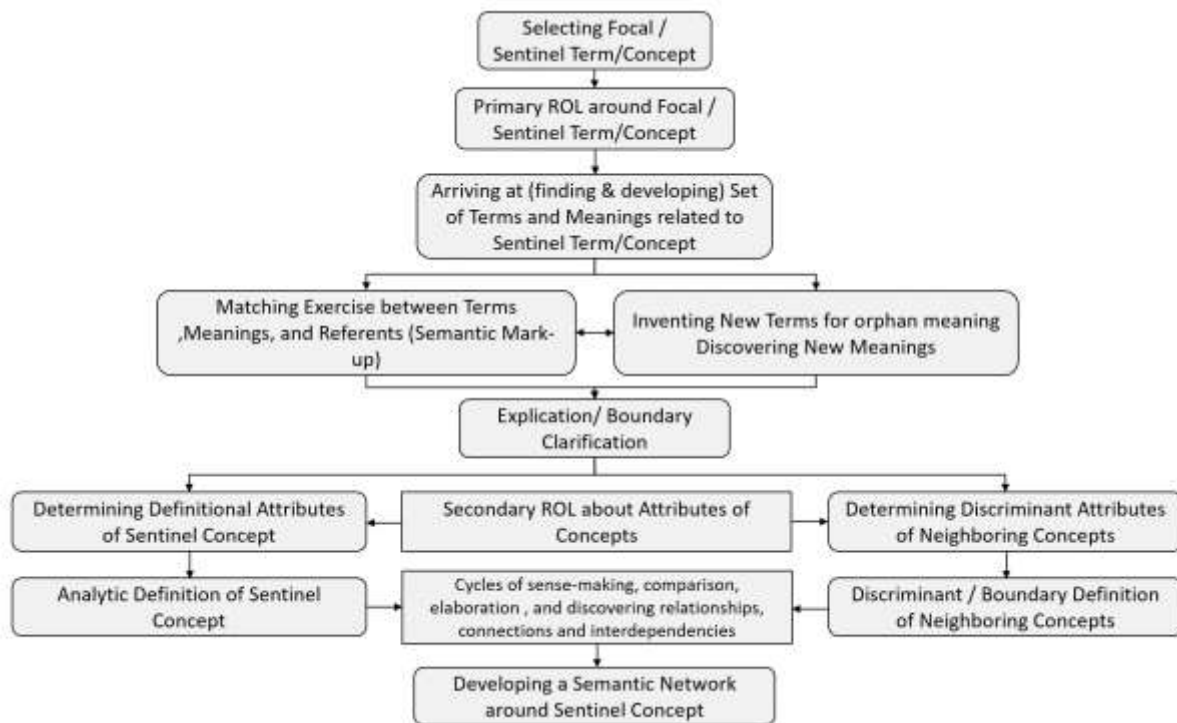 Selecting Focal /
Sentinel Term/Concept
Primary ROL around Focal /
Sentinel Term/Concept
Arriving at (finding & developing) Set
of Terms and Meanings related to
Sentinel Term/Concept
Matching Exercise between Terms
,Meanings, and Referents (Semantic Mark-
up)
Inventing New Terms for orphan meaning
Discovering New Meanings
Explication/ Boundary
Clarification
Determining Definitional Attributes
of Sentinel Concept
Secondary ROL about Attributes of
Concepts
Determining Discriminant Attributes
of Neighboring Concepts
Analytic Definition of Sentinel
Concept
Cycles of sense-making, comparison,
elaboration , and discovering relationships,
connections and interdependencies
Discriminant / Boundary Definition
of Neighboring Concepts
Developing a Semantic Network
around Sentinel Concept